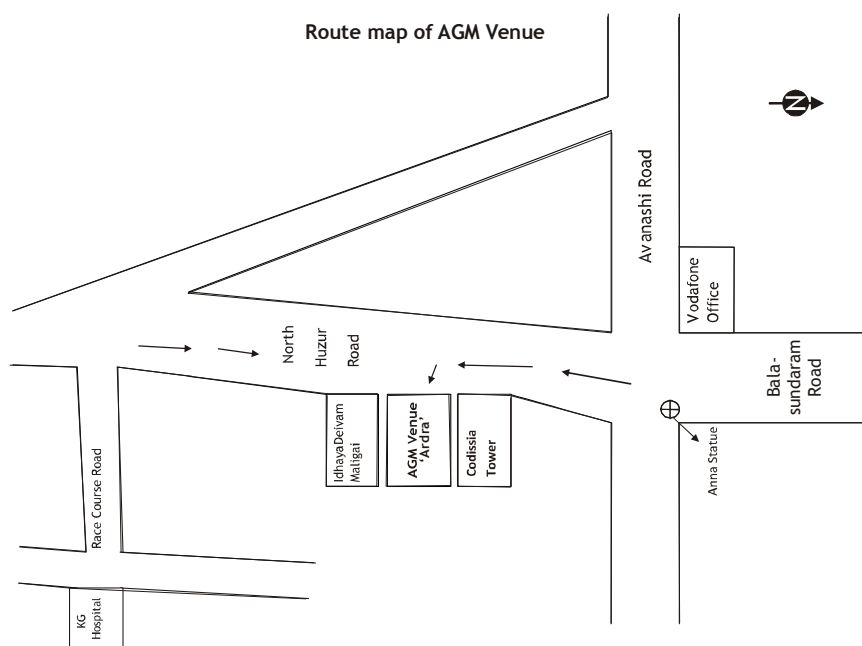 Route map of AGM Venue
N
Avanashi Road
Vodafone
Office
North
Huzur
Road
Bala-
sundaram
Road
IdhayaDeivam
Maligai
AGM Venue
‘Ardra’
Codissia
Tower
Anna Statue
Race Course Road
KG
Hospital